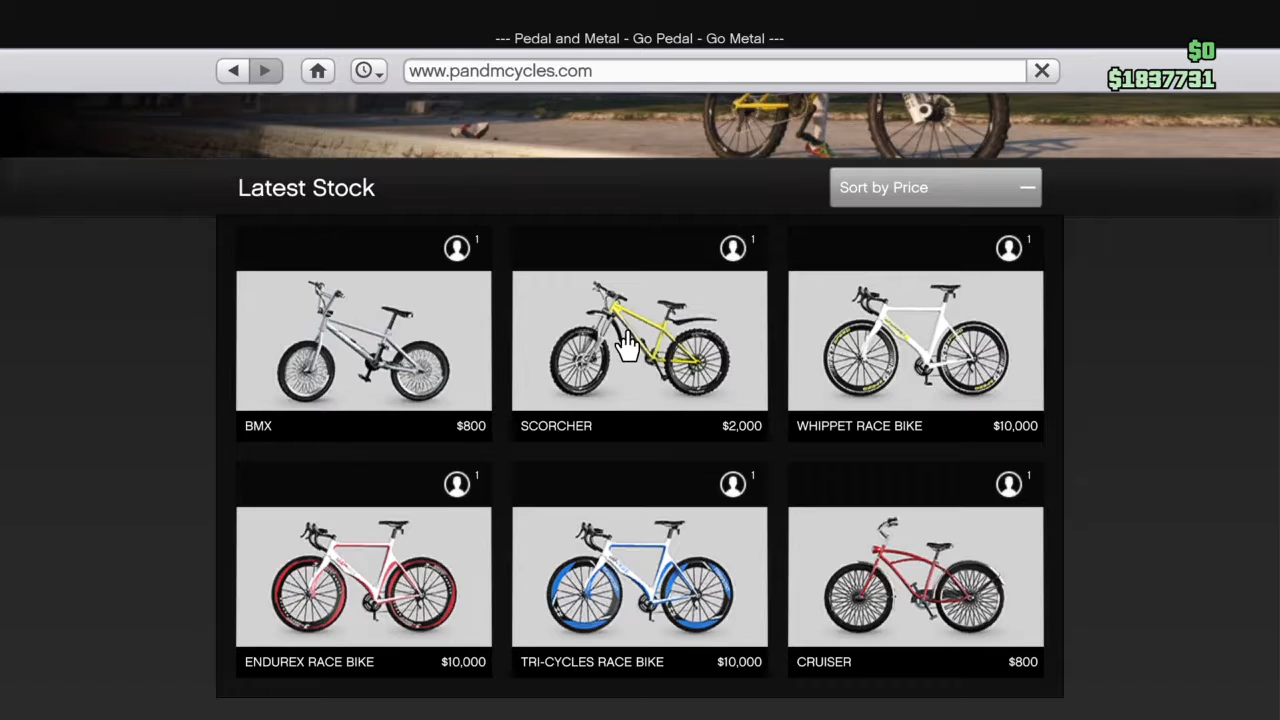 --- Pedal and Metal - Go Pedal - Go Metal ---
www.pandmcycles.com
$0
$1837731
Latest Stock
Sort by Price
1
1
1
BMX $800
SCORCHER $2,000
WHIPPET RACE BIKE $10,000
1
1
1
ENDUREX RACE BIKE $10,000
TRI-CYCLES RACE BIKE $10,000
CRUISER $800